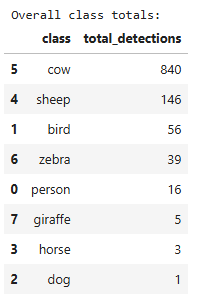 Overall class totals:
class total_detections
5 cow 840
4 sheep 146
1 bird 56
6 zebra 39
0 person 16
7 giraffe 5
3 horse 3
2 dog 1